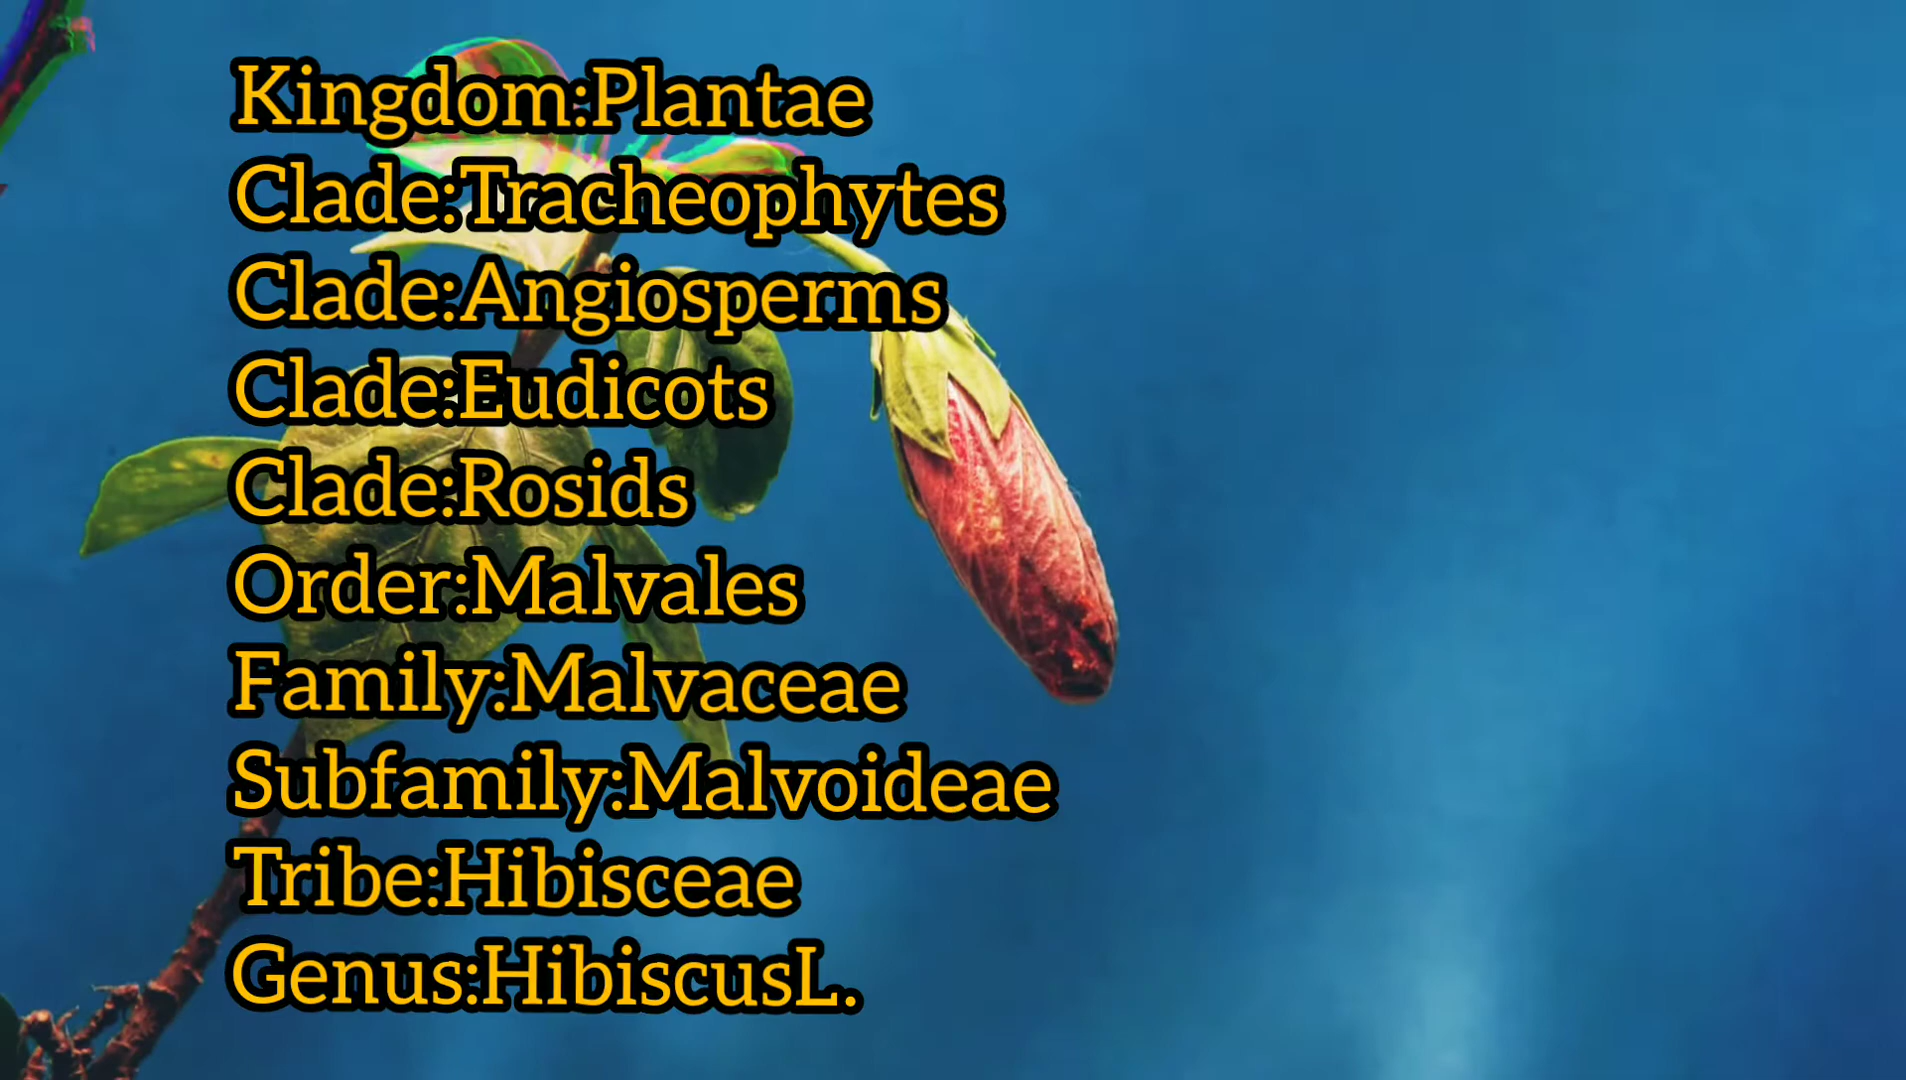 Kingdom:Plantae
Clade:Tracheophytes
Clade:Angiosperms
Clade:Eudicots
Clade:Rosids
Order:Malvales
Family:Malvaceae
Subfamily:Malvoideae
Tribe:Hibisceae
Genus:HibiscusL.